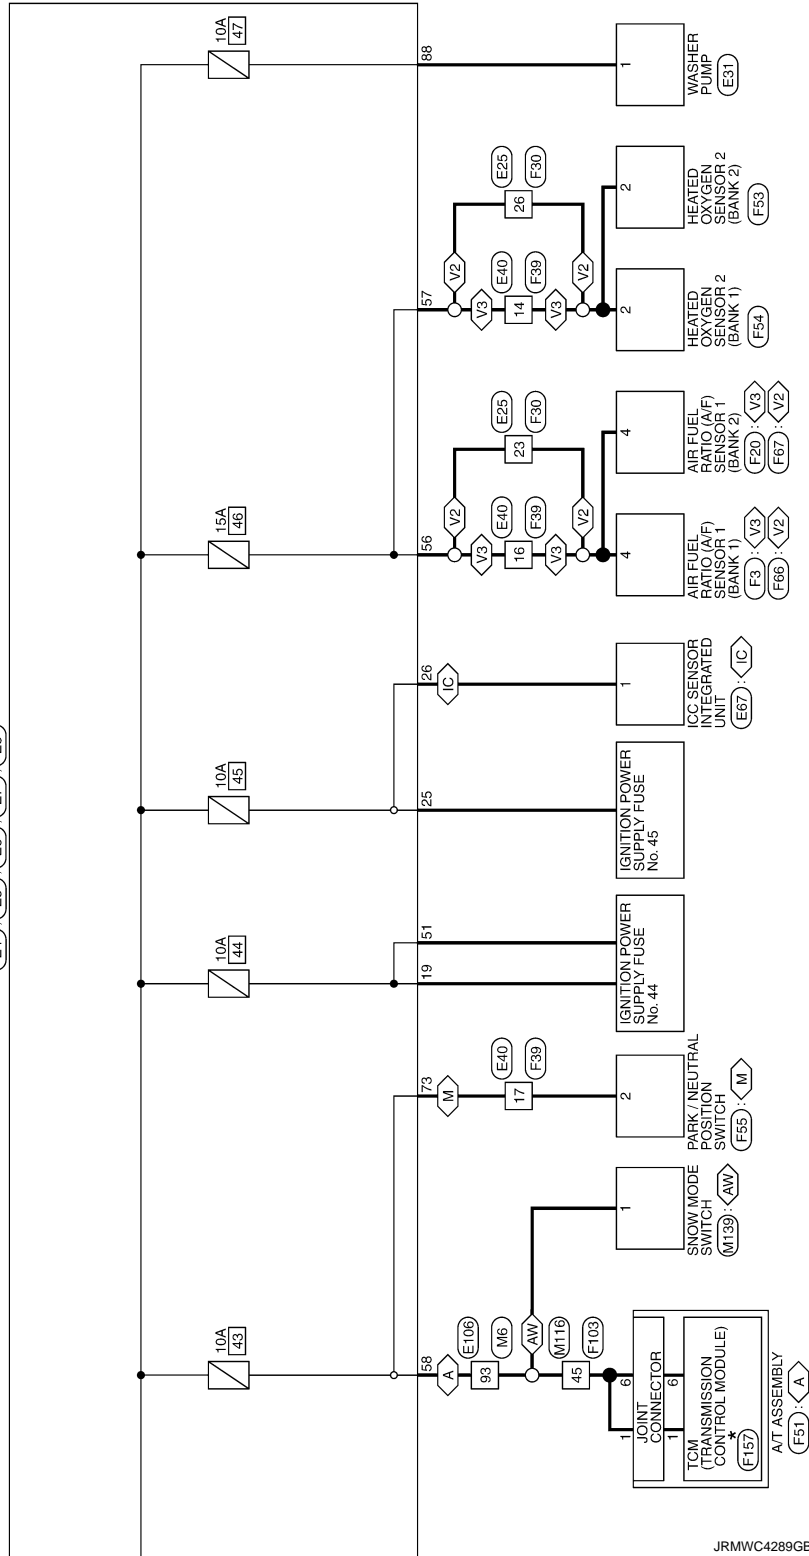 10A
47
88
1
WASHER
PUMP
E31
E25
F30
26
V2
V2
E40
F39
57
V3
14
V3
2
HEATED
OXYGEN
SENSOR 2
(BANK 2)
F53
2
HEATED
OXYGEN
SENSOR 2
(BANK 1)
F54
E25
F30
23
V2
V2
E40
F39
15A
46
56
V3
16
V3
4
AIR FUEL
RATIO (A/F)
SENSOR 1
(BANK 2)
F20 : V3
F67 : V2
4
AIR FUEL
RATIO (A/F)
SENSOR 1
(BANK 1)
F3 : V3
F66 : V2
26
IC
1
ICC SENSOR
INTEGRATED
UNIT
E67 : IC
10A
45
25
IGNITION POWER
SUPPLY FUSE
No. 45
10A
44
51
19
IGNITION POWER
SUPPLY FUSE
No. 44
73
M
E40
F39
17
2
PARK / NEUTRAL
POSITION
SWITCH
F55 : M
1
SNOW MODE
SWITCH
M139 : AW
10A
43
58
A
E106
M6
93
AW
M116
F103
45
1
6
JOINT
CONNECTOR
1
6
TCM
(TRANSMISSION
CONTROL MODULE)
*
F157
A/T ASSEMBLY
F51 : A
JRMWC4289GB